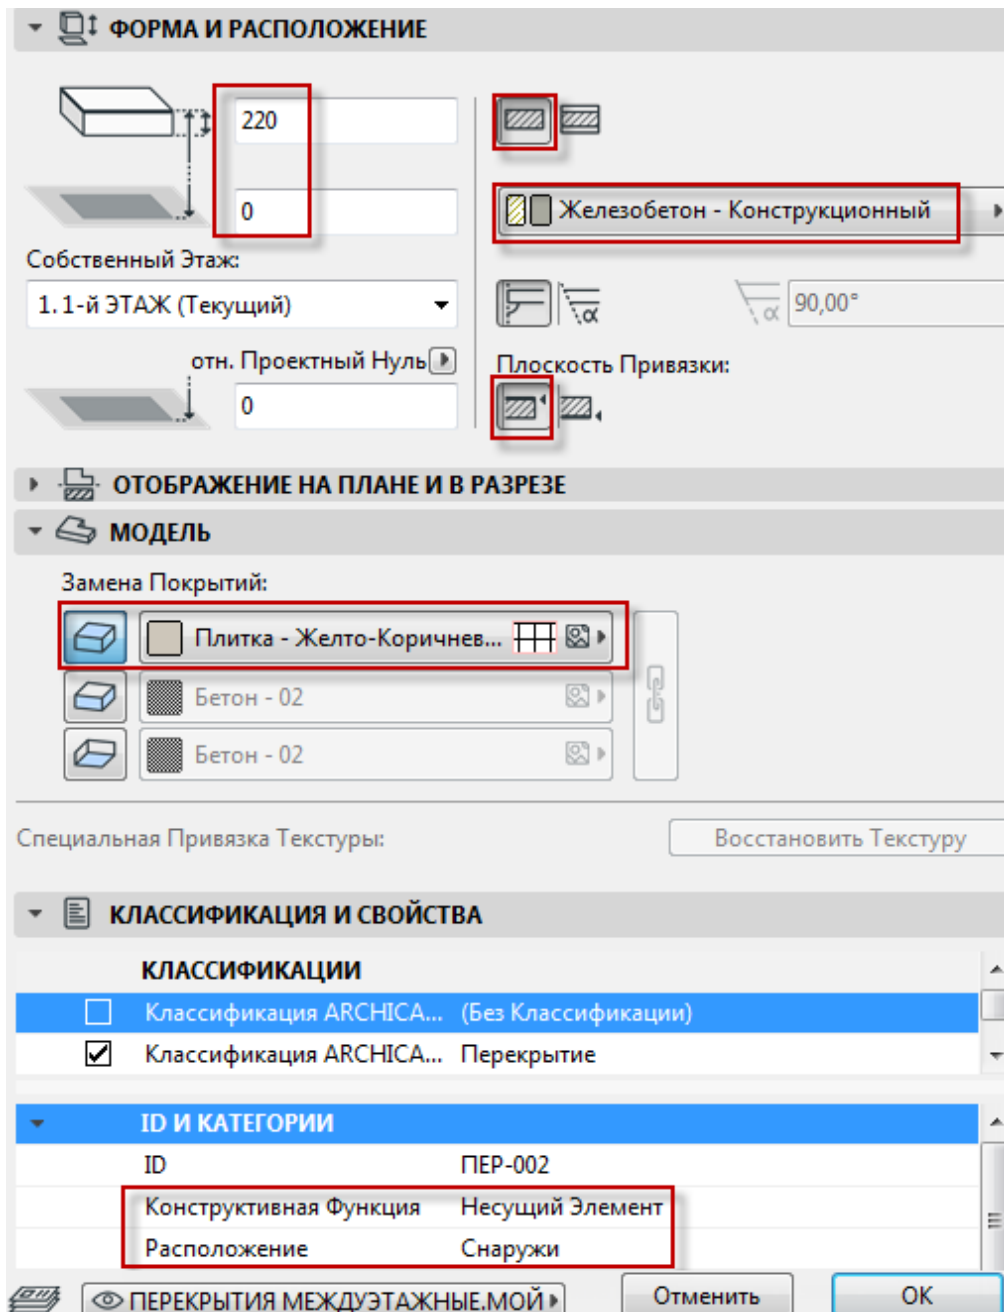 ФОРМА И РАСПОЛОЖЕНИЕ
220
0
Железобетон - Конструкционный
Собственный Этаж:
1. 1-й ЭТАЖ (Текущий)
α
α 90,00°
отн. Проектный Нуль
Плоскость Привязки:
0
ОТОБРАЖЕНИЕ НА ПЛАНЕ И В РАЗРЕЗЕ
МОДЕЛЬ
Замена Покрытий:
Плитка - Желто-Коричнев...
Бетон - 02
Бетон - 02
Специальная Привязка Текстуры:
Восстановить Текстуру
КЛАССИФИКАЦИЯ И СВОЙСТВА
КЛАССИФИКАЦИИ
Классификация ARCHICA... (Без Классификации)
Классификация ARCHICA... Перекрытие
ID И КАТЕГОРИИ
ID ПЕР-002
Конструктивная Функция Несущий Элемент
Расположение Снаружи
ПЕРЕКРЫТИЯ МЕЖДУЭТАЖНЫЕ.МОЙ
Отменить
OK